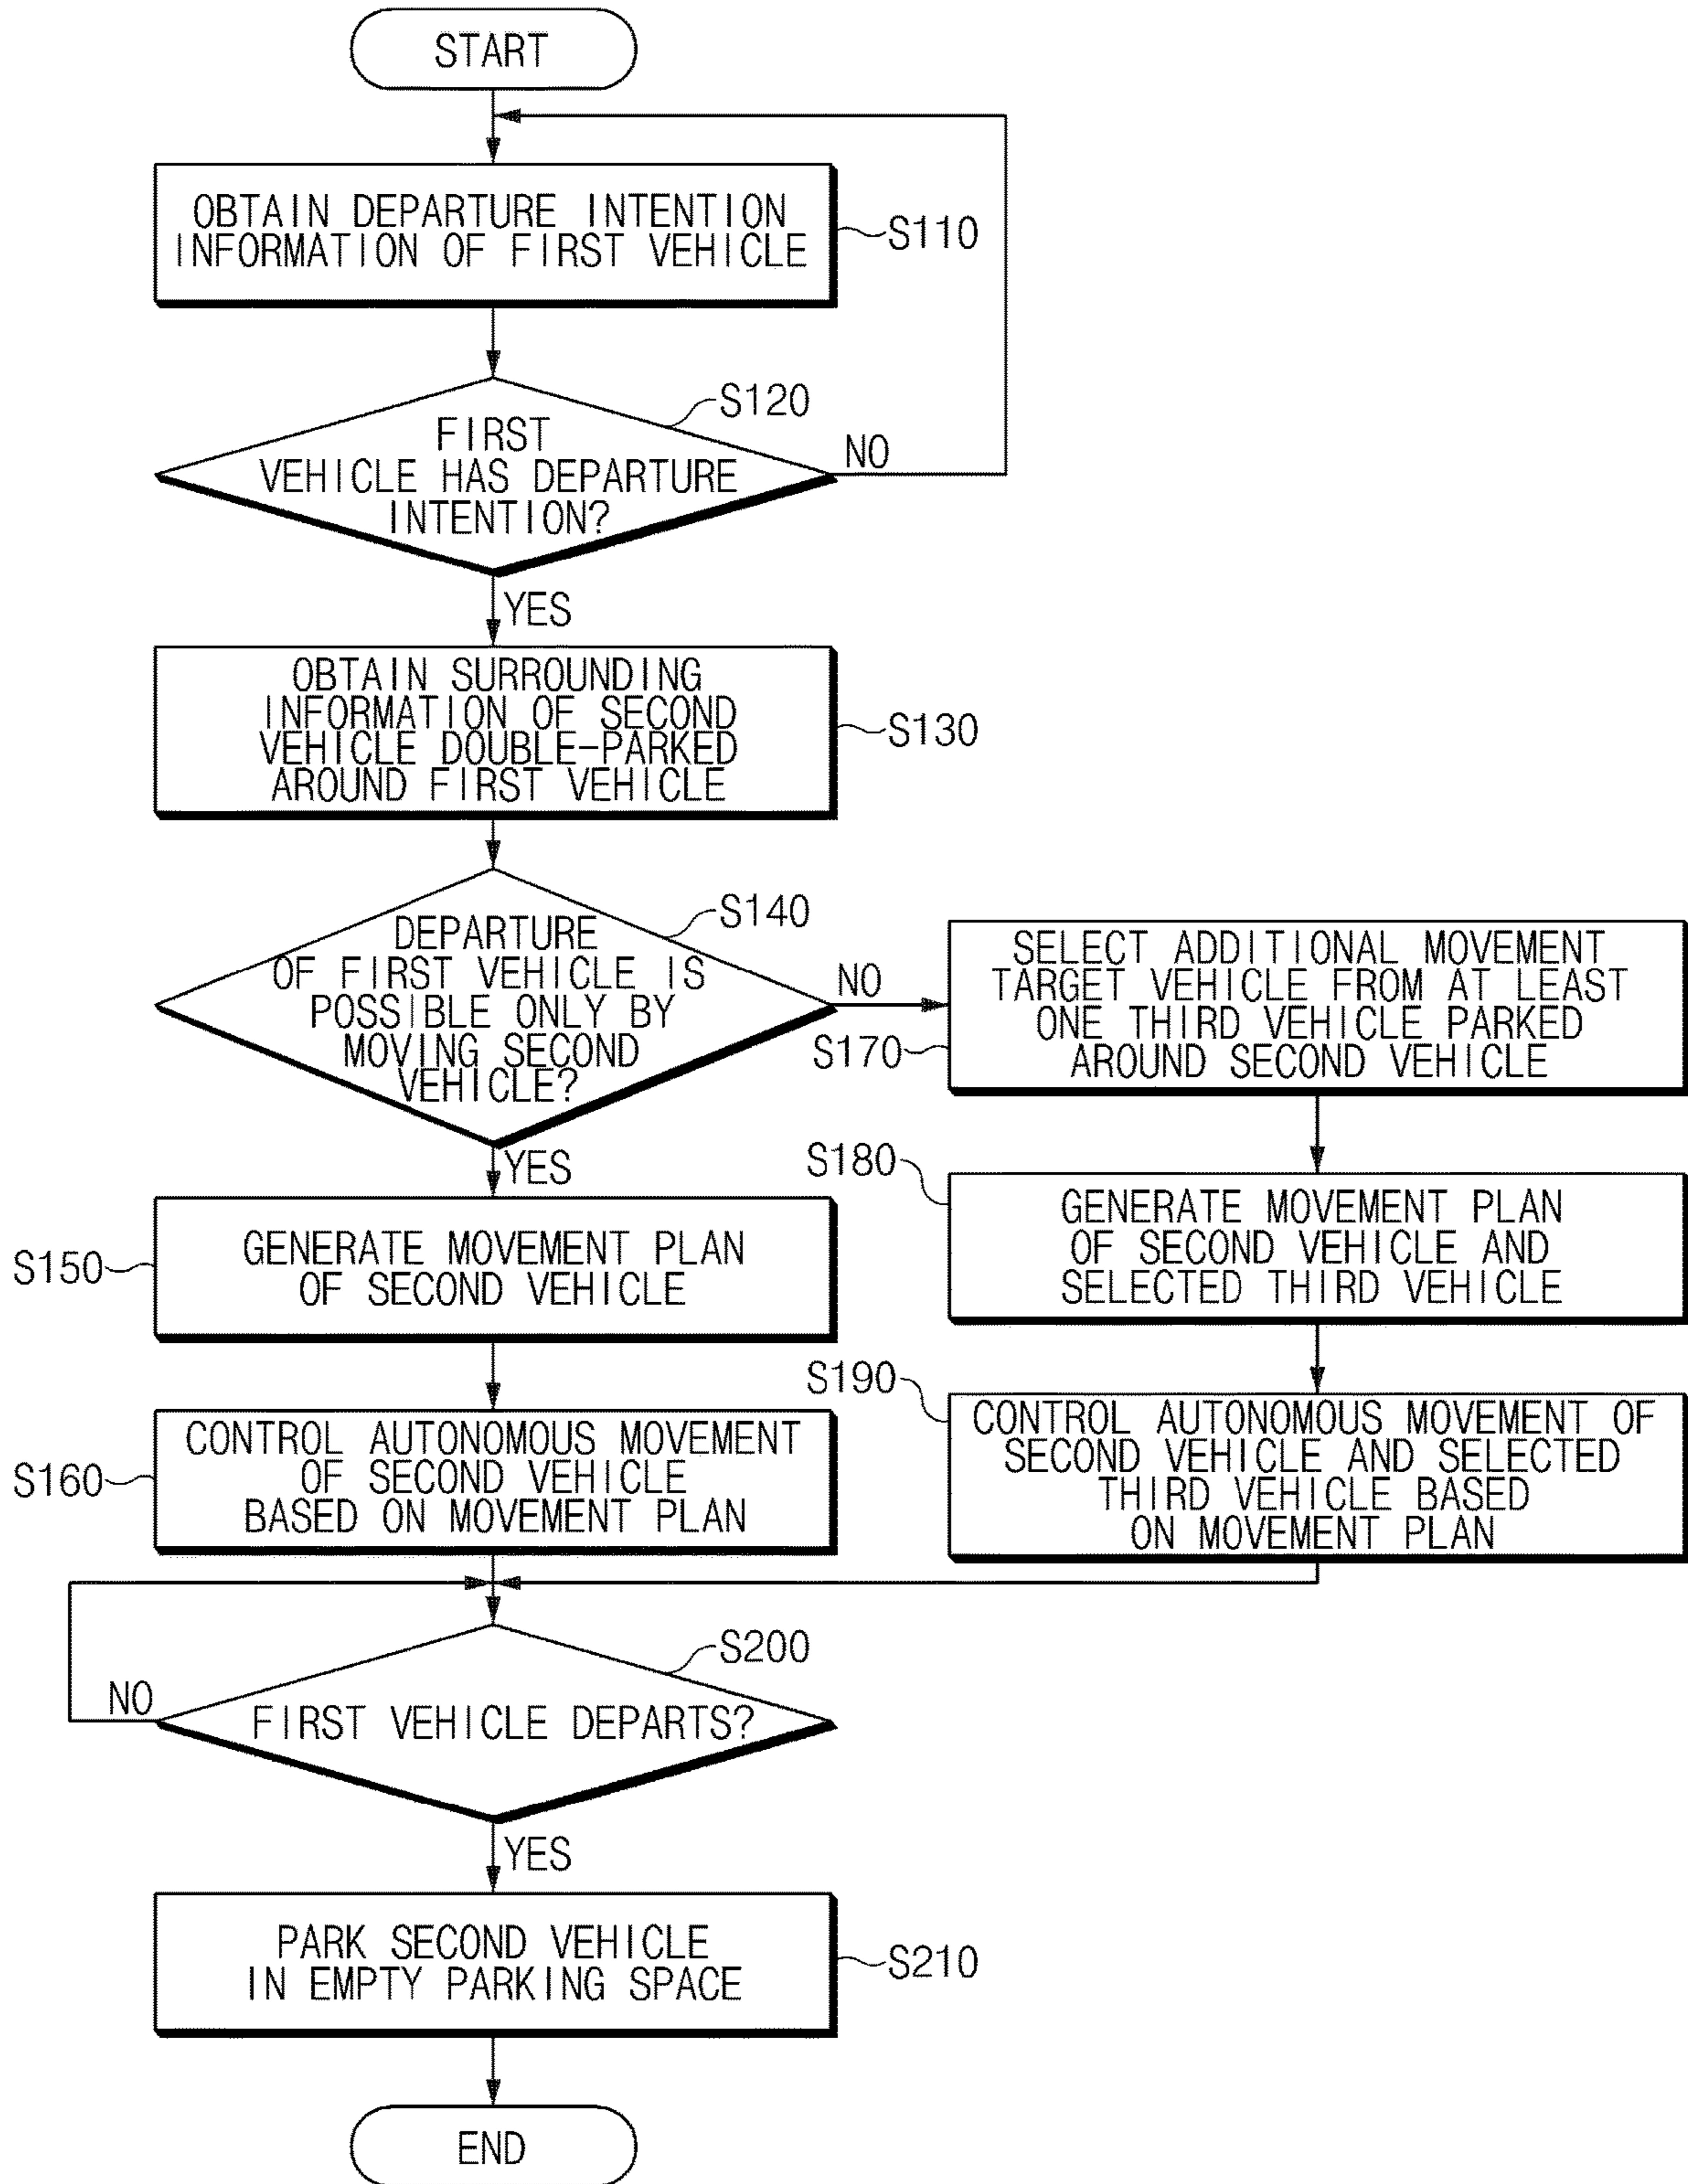 START
OBTAIN DEPARTURE INTENTION
INFORMATION OF FIRST VEHICLE
S110
S120
FIRST
VEHICLE HAS DEPARTURE
INTENTION?
NO
YES
OBTAIN SURROUNDING
INFORMATION OF SECOND
VEHICLE DOUBLE-PARKED
AROUND FIRST VEHICLE
S130
S140
DEPARTURE
OF FIRST VEHICLE IS
POSSIBLE ONLY BY
MOVING SECOND
VEHICLE?
NO
YES
SELECT ADDITIONAL MOVEMENT
TARGET VEHICLE FROM AT LEAST
ONE THIRD VEHICLE PARKED
AROUND SECOND VEHICLE
S170
S150
GENERATE MOVEMENT PLAN
OF SECOND VEHICLE
S180
GENERATE MOVEMENT PLAN
OF SECOND VEHICLE AND
SELECTED THIRD VEHICLE
S160
CONTROL AUTONOMOUS MOVEMENT
OF SECOND VEHICLE
BASED ON MOVEMENT PLAN
S190
CONTROL AUTONOMOUS MOVEMENT OF
SECOND VEHICLE AND SELECTED
THIRD VEHICLE BASED
ON MOVEMENT PLAN
S200
NO
FIRST VEHICLE DEPARTS?
YES
PARK SECOND VEHICLE
IN EMPTY PARKING SPACE
S210
END